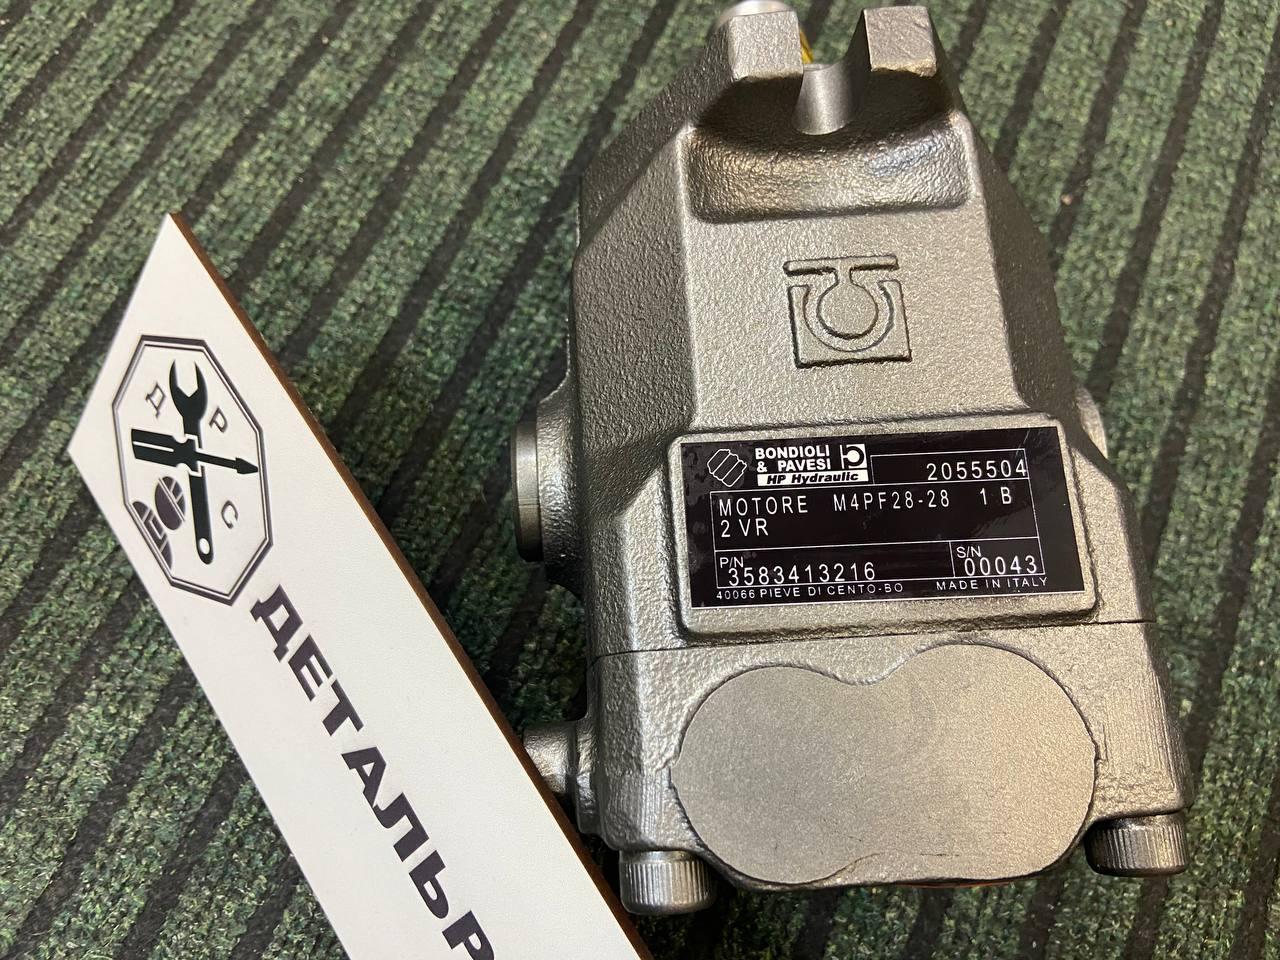 Д Р С
ДЕТАЛЬР
BONDIOLI
& PAVESI
HP Hydraulic
2055504
MOTORE M4PF28-28 1 B
2 VR
P/N
3583413216
S/N
00043
40066 PIEVE DI CENTO-BO MADE IN ITALY